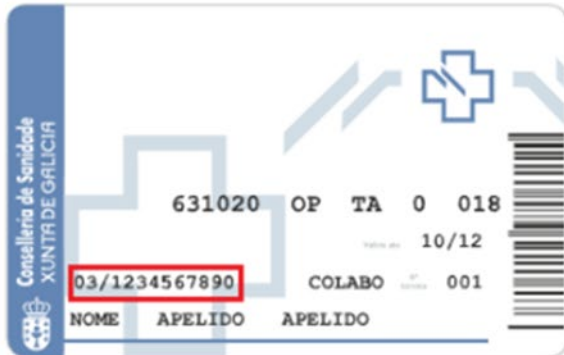 Consellería de Sanidade
XUNTA DE GALICIA
631020 OP TA 0 018
10/12
03/1234567890 COLABO 001
NOME APELIDO APELIDO